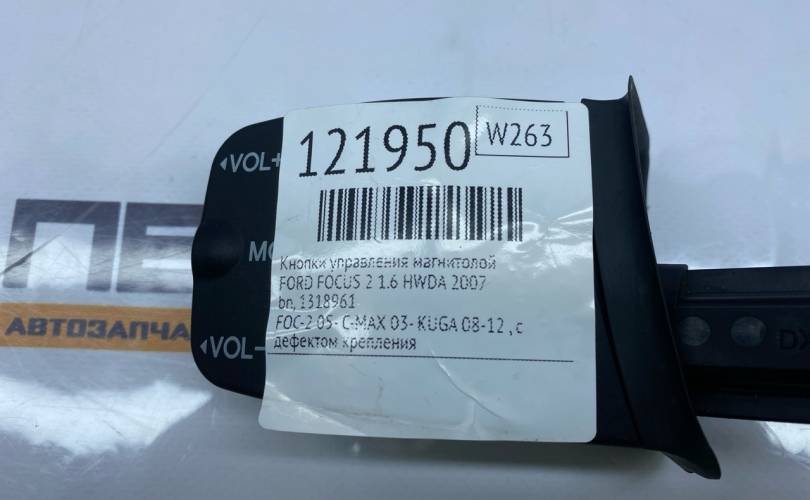 121950
W263
VOL+
Кнопки управления магнитолой
FORD FOCUS 2 1.6 HWDA 2007
bn, 1318961
FOC-2 05- C-MAX 03- KUGA 08-12 , с
дефектом крепления
VOL-
АВТОЗАПЧА